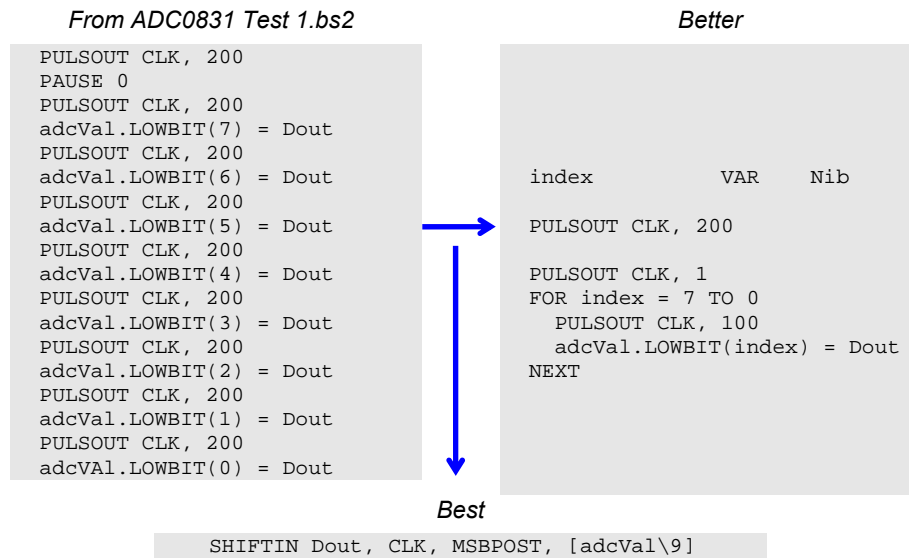 From ADC0831 Test 1.bs2
PULSOUT CLK, 200
PAUSE 0
PULSOUT CLK, 200
adcVal.LOWBIT(7) = Dout
PULSOUT CLK, 200
adcVal.LOWBIT(6) = Dout
PULSOUT CLK, 200
adcVal.LOWBIT(5) = Dout
PULSOUT CLK, 200
adcVal.LOWBIT(4) = Dout
PULSOUT CLK, 200
adcVal.LOWBIT(3) = Dout
PULSOUT CLK, 200
adcVal.LOWBIT(2) = Dout
PULSOUT CLK, 200
adcVal.LOWBIT(1) = Dout
PULSOUT CLK, 200
adcVAl.LOWBIT(0) = Dout
Better
index VAR Nib
PULSOUT CLK, 200
PULSOUT CLK, 1
FOR index = 7 TO 0
PULSOUT CLK, 100
adcVal.LOWBIT(index) = Dout
NEXT
Best
SHIFTIN Dout, CLK, MSBPOST, [adcVal\9]